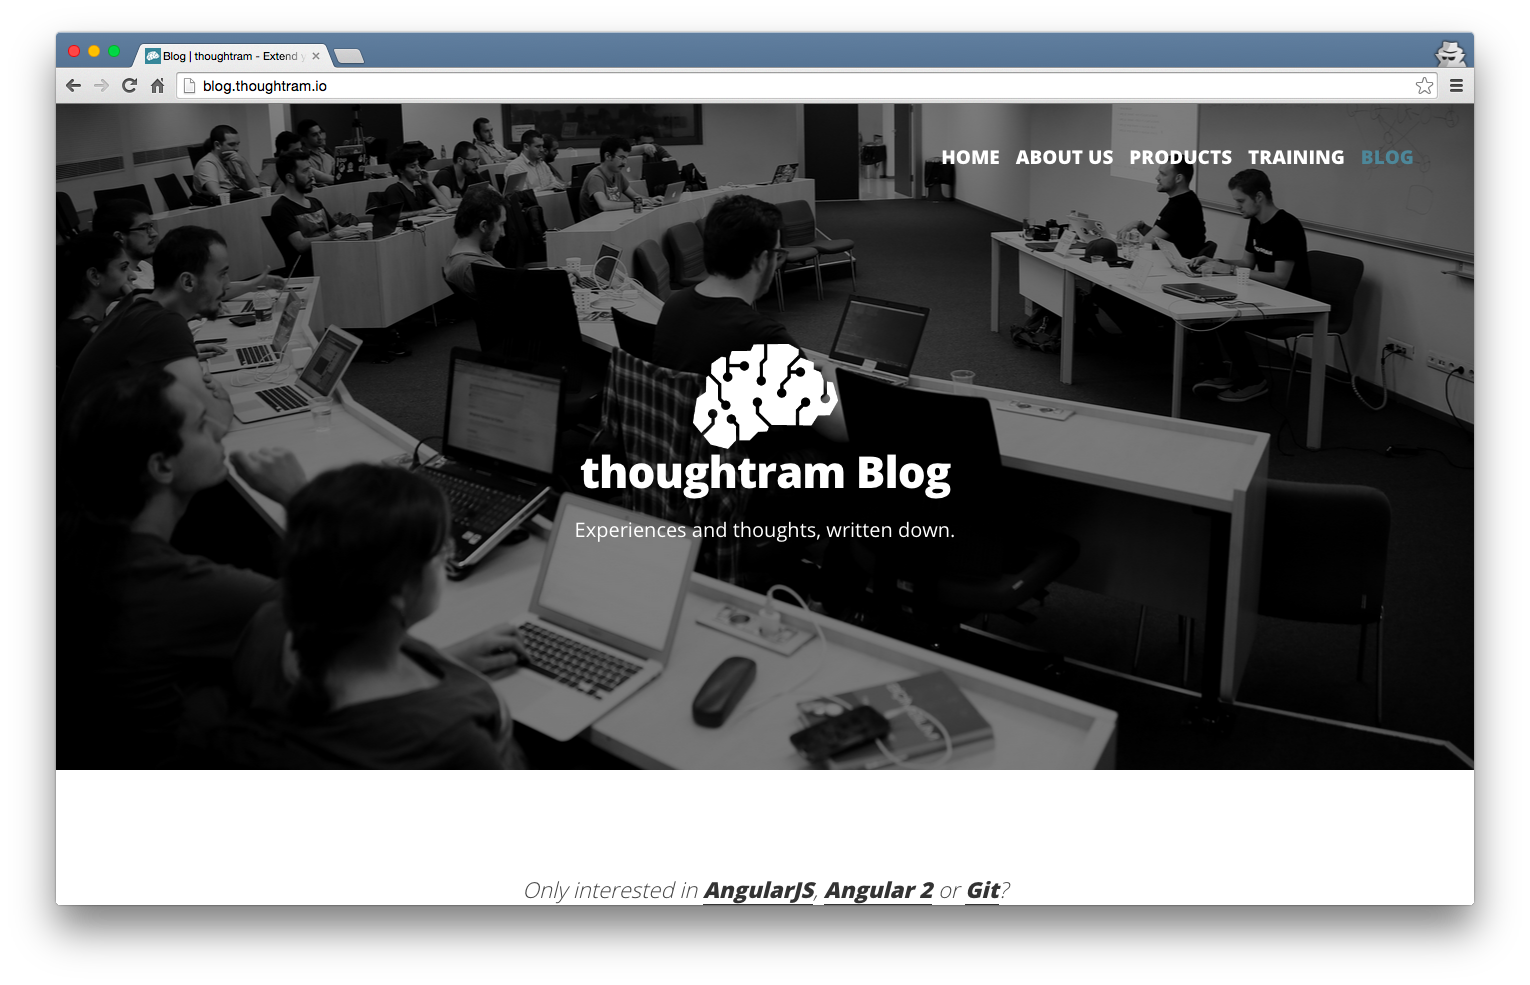 Blog | thoughtram - Extend
blog.thoughtram.io
HOME ABOUT US PRODUCTS TRAINING BLOG
thoughtram Blog
Experiences and thoughts, written down.
Only interested in AngularJS, Angular 2 or Git?